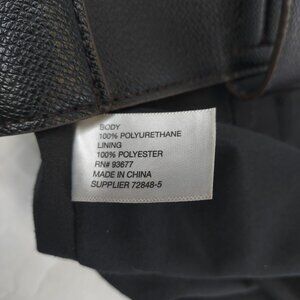 BODY
100% POLYURETHANE
LINING
100% POLYESTER
RN# 93677
MADE IN CHINA
SUPPLIER 72848-5